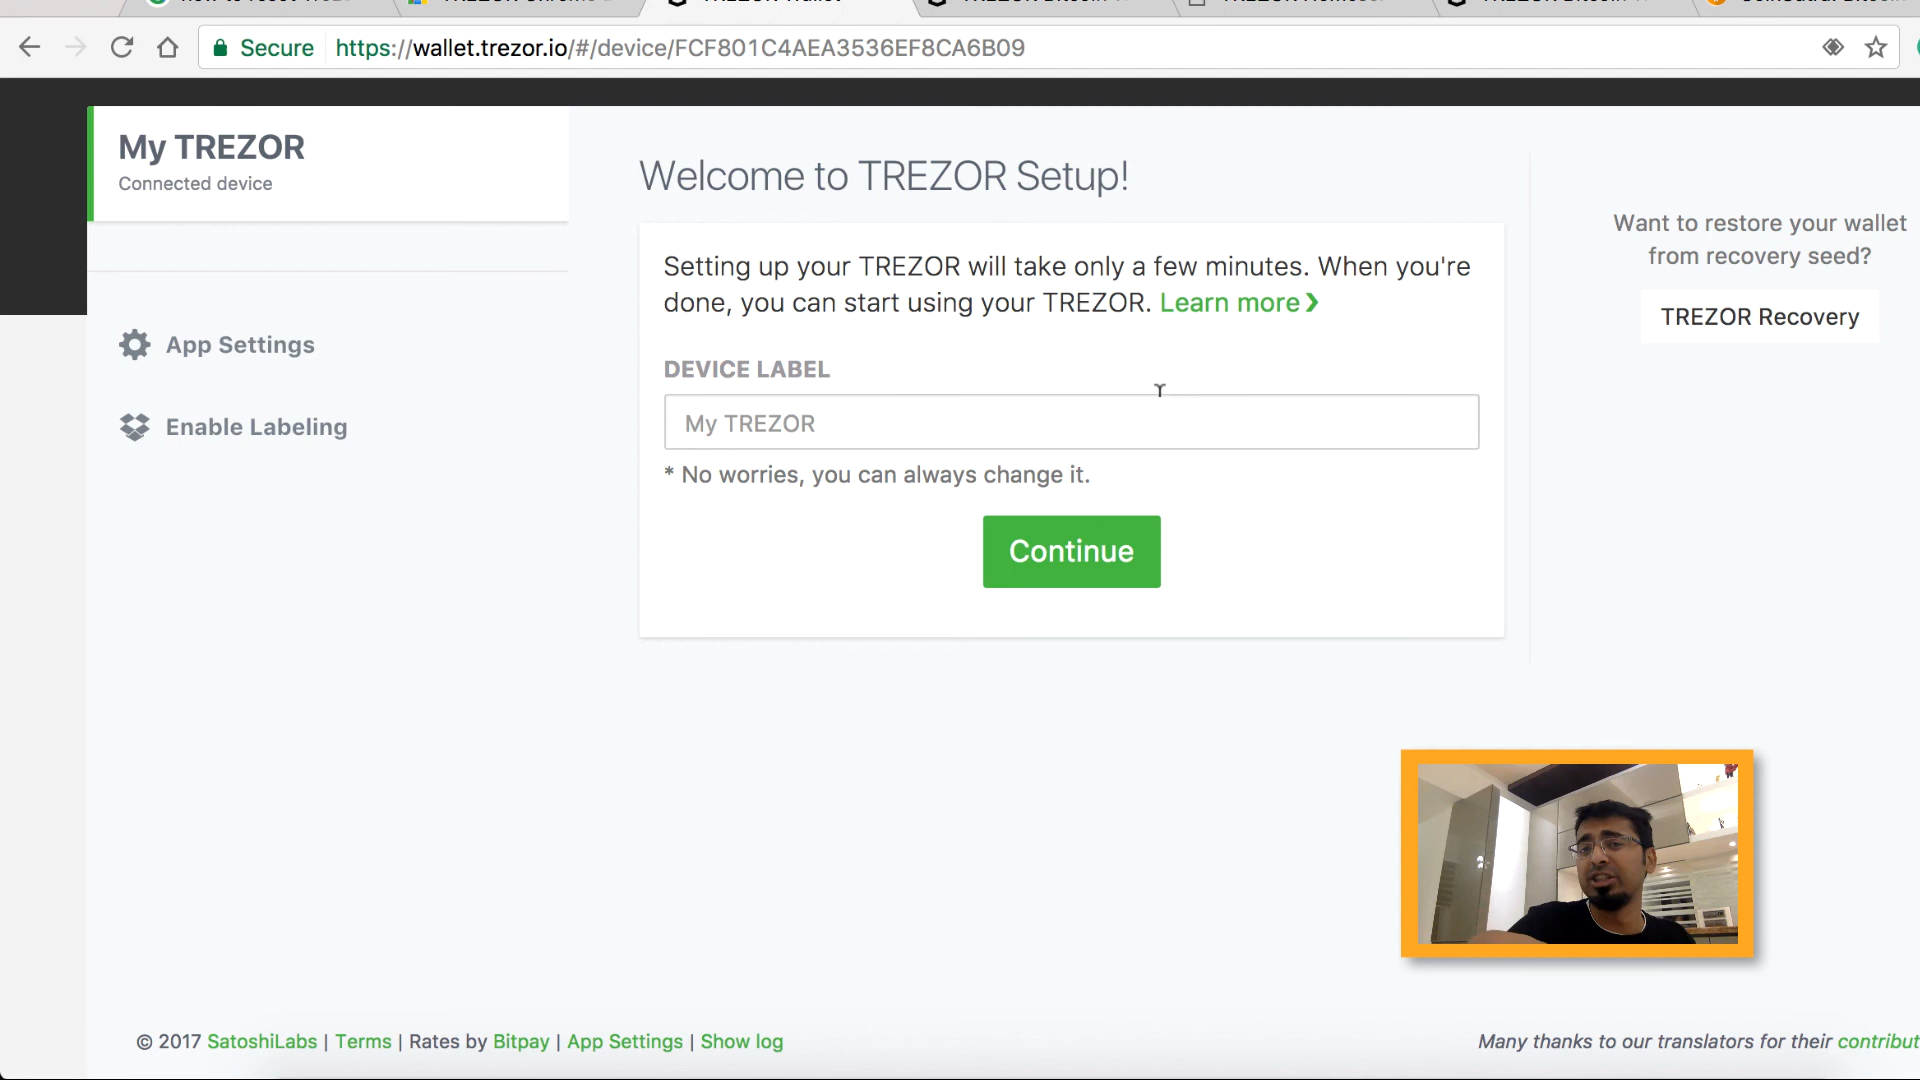 Secure https://wallet.trezor.io/#/device/FCF801C4AEA3536EF8CA6B09
My TREZOR
Connected device
App Settings
Enable Labeling
Welcome to TREZOR Setup!
Setting up your TREZOR will take only a few minutes. When you're
done, you can start using your TREZOR. Learn more
DEVICE LABEL
My TREZOR
* No worries, you can always change it.
Continue
Want to restore your wallet
from recovery seed?
TREZOR Recovery
© 2017 SatoshiLabs | Terms | Rates by Bitpay | App Settings | Show log
Many thanks to our translators for their contribut